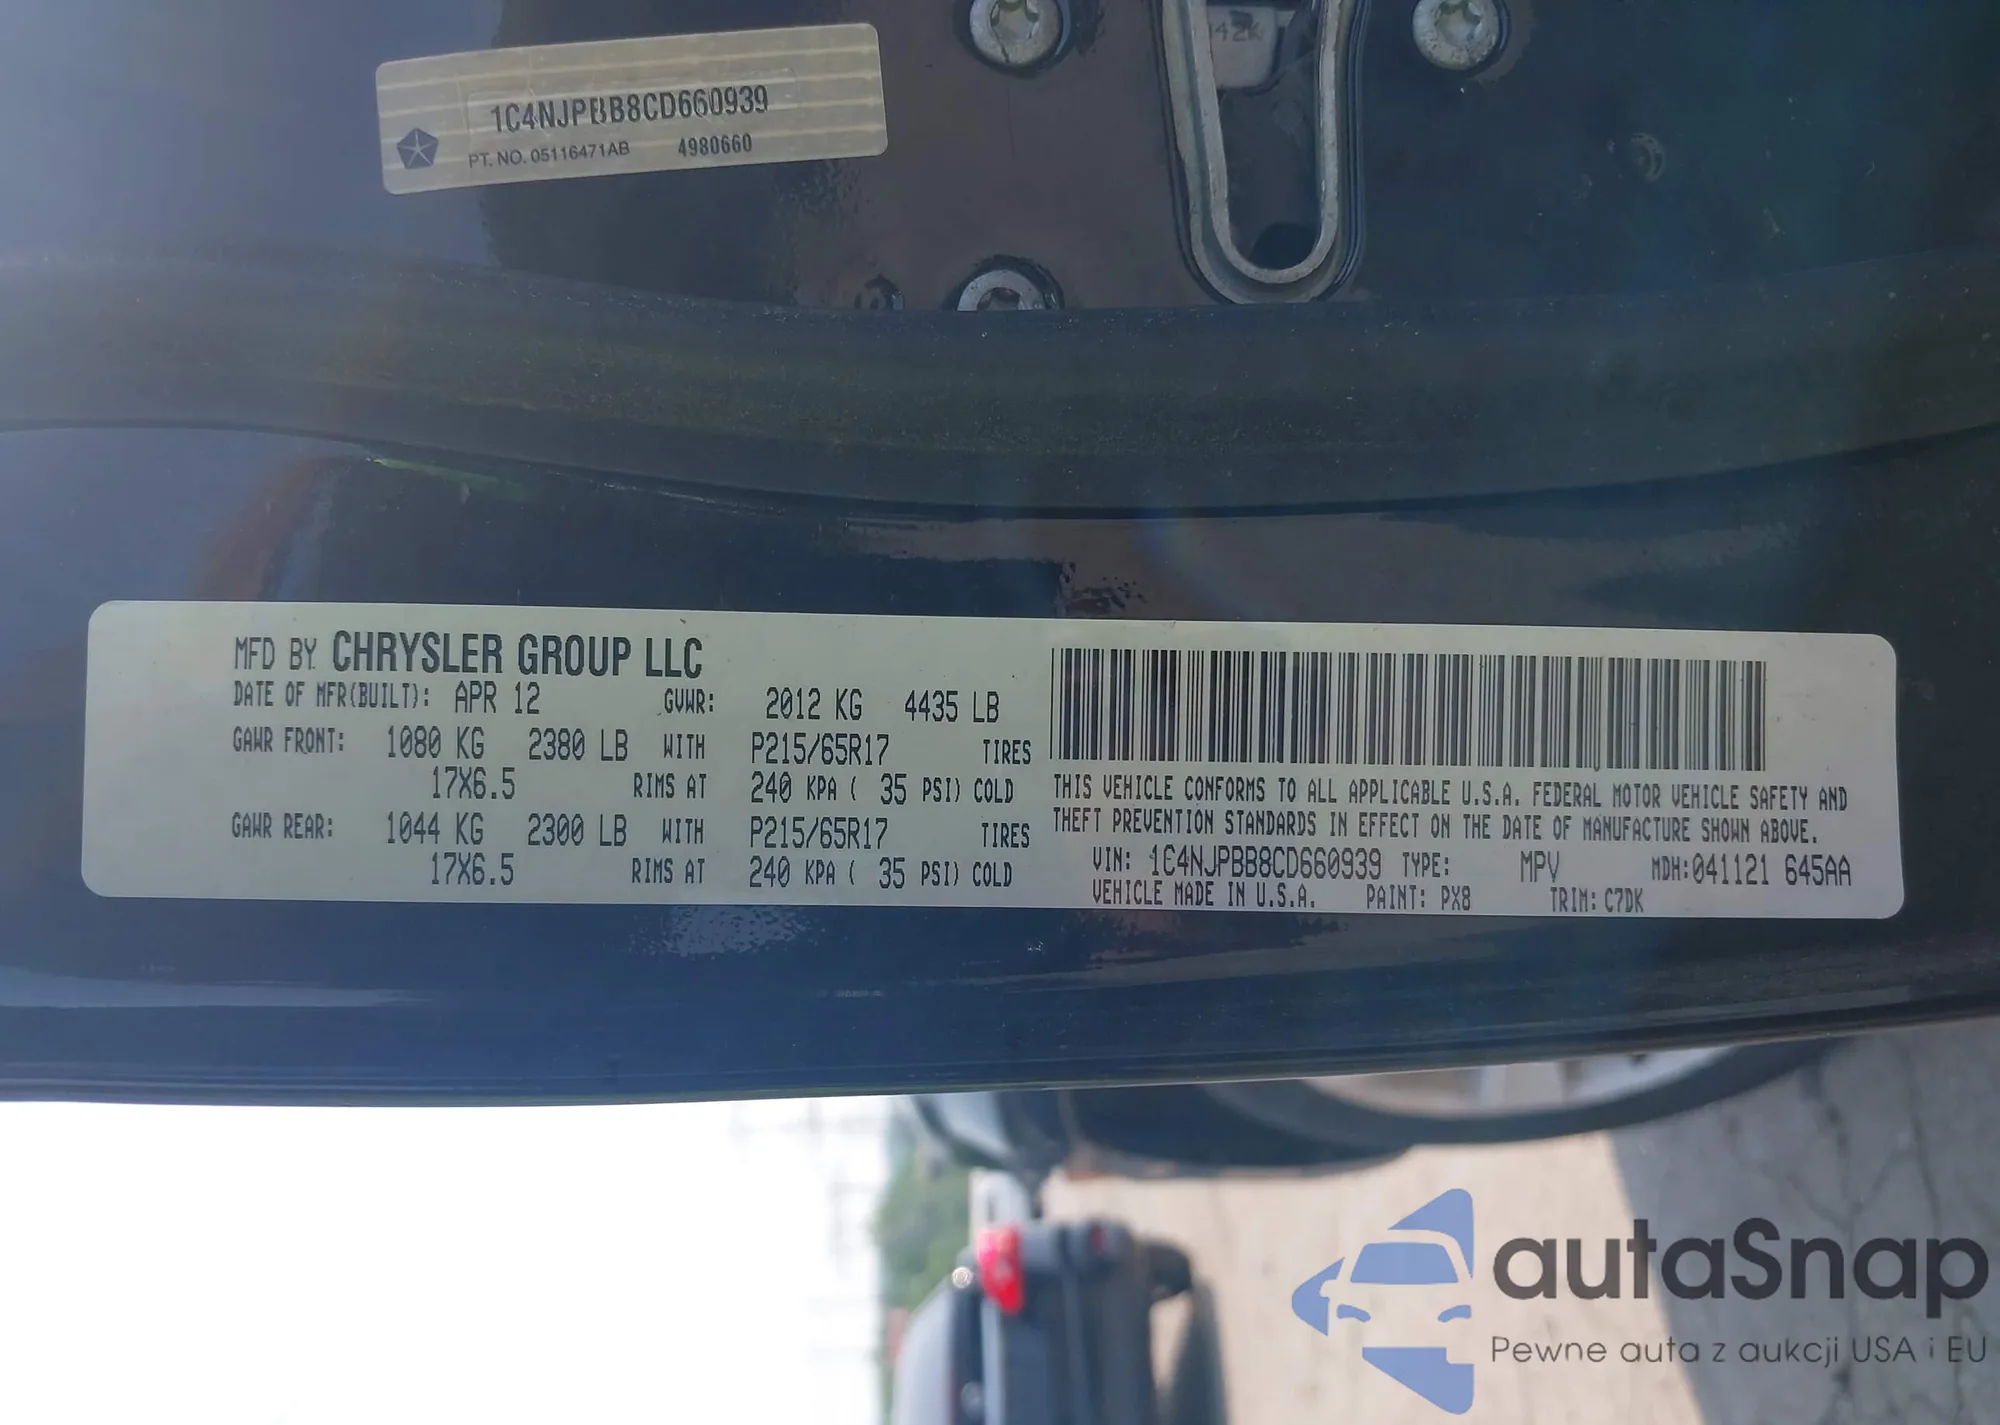 142K
1C4NJPBB8CD660939
PT. NO. 05116471AB 4980660
MFD BY CHRYSLER GROUP LLC
DATE OF MFR(BUILT): APR 12 GVWR: 2012 KG 4435 LB
GAWR FRONT: 1080 KG 2380 LB WITH P215/65R17 TIRES
17X6.5 RIMS AT 240 KPA ( 35 PSI) COLD
GAWR REAR: 1044 KG 2300 LB WITH P215/65R17 TIRES
17X6.5 RIMS AT 240 KPA ( 35 PSI) COLD
THIS VEHICLE CONFORMS TO ALL APPLICABLE U.S.A. FEDERAL MOTOR VEHICLE SAFETY AND
THEFT PREVENTION STANDARDS IN EFFECT ON THE DATE OF MANUFACTURE SHOWN ABOVE.
VIN: 1C4NJPBB8CD660939 TYPE: MPV MDH:041121 645AA
VEHICLE MADE IN U.S.A. PAINT: PX8 TRIM: C7DK
autaSnap
Pewne auta z aukcji USA i EU